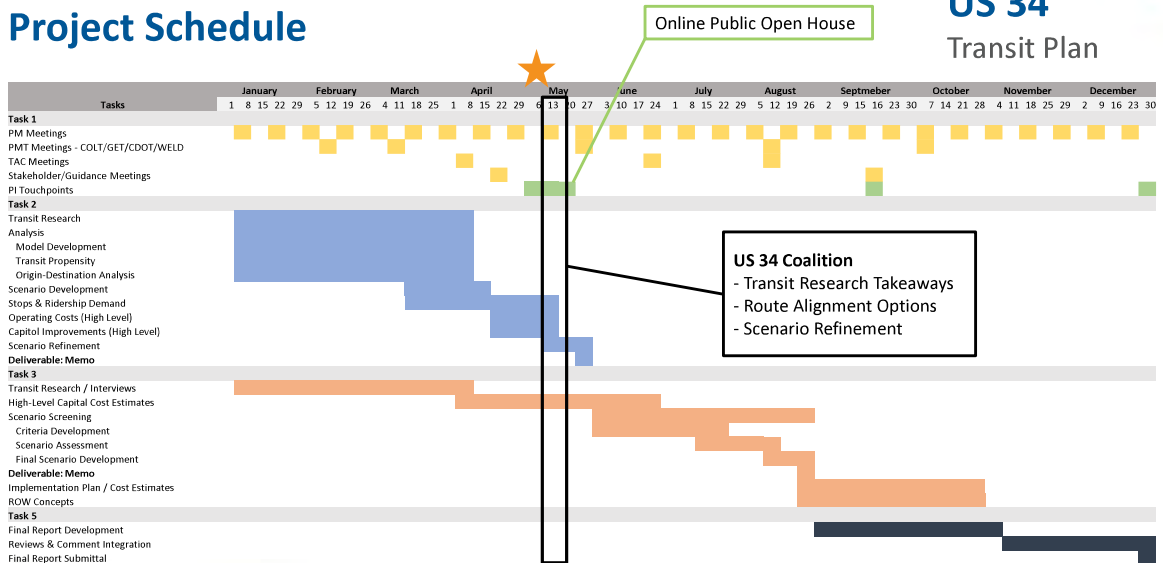 Project Schedule
Online Public Open House
US 34
Transit Plan
January February March April May June July August Septmeber October November December
Tasks 1 8 15 22 29 5 12 19 26 4 11 18 25 1 8 15 22 29 6 13 20 27 3 10 17 24 1 8 15 22 29 5 12 19 26 2 9 15 16 23 30 7 14 21 28 4 11 18 25 29 2 9 16 23 30
Task 1
PM Meetings
PMT Meetings - COLT/GET/CDOT/WELD
TAC Meetings
Stakeholder/Guidance Meetings
PI Touchpoints
Task 2
Transit Research
Analysis
Model Development
Transit Propensity
Origin-Destination Analysis
Scenario Development
Stops & Ridership Demand
Operating Costs (High Level)
Capitol Improvements (High Level)
Scenario Refinement
Deliverable: Memo
US 34 Coalition
- Transit Research Takeaways
- Route Alignment Options
- Scenario Refinement
Task 3
Transit Research / Interviews
High-Level Capital Cost Estimates
Scenario Screening
Criteria Development
Scenario Assessment
Final Scenario Development
Deliverable: Memo
Implementation Plan / Cost Estimates
ROW Concepts
Task 5
Final Report Development
Reviews & Comment Integration
Final Report Submittal